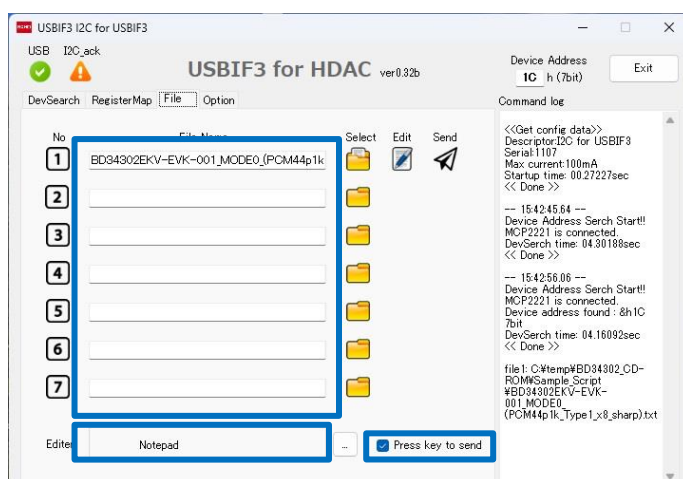 ROHM USBIF3 I2C for USBIF3
USB I2C_ack
USBIF3 for HDAC ver0.32b
Device Address
1C h (7bit)
Exit
DevSearch RegisterMap File Option
Command log
No File Name Select Edit Send
1 BD34302EKV-EVK-001_MODE0_(PCM44p1k
2
3
4
5
6
7
Editer Notepad ... Press key to send
<<Get config data>>
Descriptor:I2C for USBIF3
Serial:1107
Max current:100mA
Startup time: 00.27227sec
<< Done >>
-- 15:42:45.64 --
Device Address Serch Start!!
MCP2221 is connected.
DevSerch time: 04.30188sec
<< Done >>
-- 15:42:56.06 --
Device Address Serch Start!!
MCP2221 is connected.
Device address found : &h1C
7bit
DevSerch time: 04.16092sec
<< Done >>
file1: C:¥temp¥BD34302_CD-
ROM¥Sample_Script
¥BD34302EKV-EVK-
001_MODE0_
(PCM44p1k_Type1_x8_sharp).txt